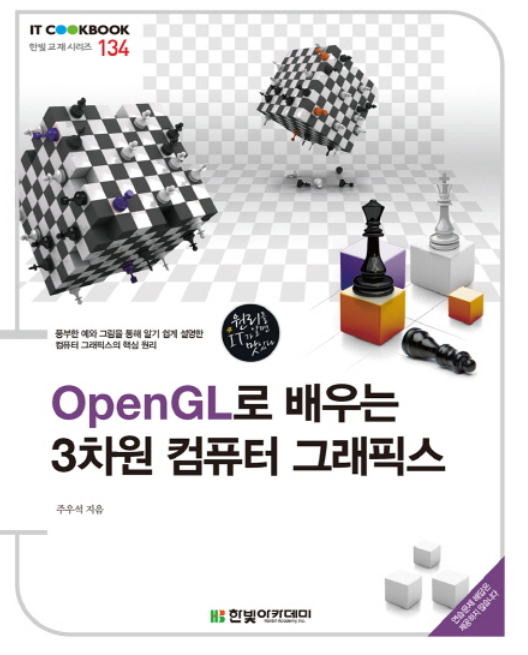 IT COOKBOOK
한빛 교재 시리즈 134
풍부한 예와 그림을 통해 알기 쉽게 설명한
컴퓨터 그래픽스의 핵심 원리
원리를
알면
IT가
맛있다
OpenGL로 배우는
3차원 컴퓨터 그래픽스
주우석 지음
연습문제 해답은
제공하지 않습니다
한빛아카데미
Hanbit Academy, Inc.